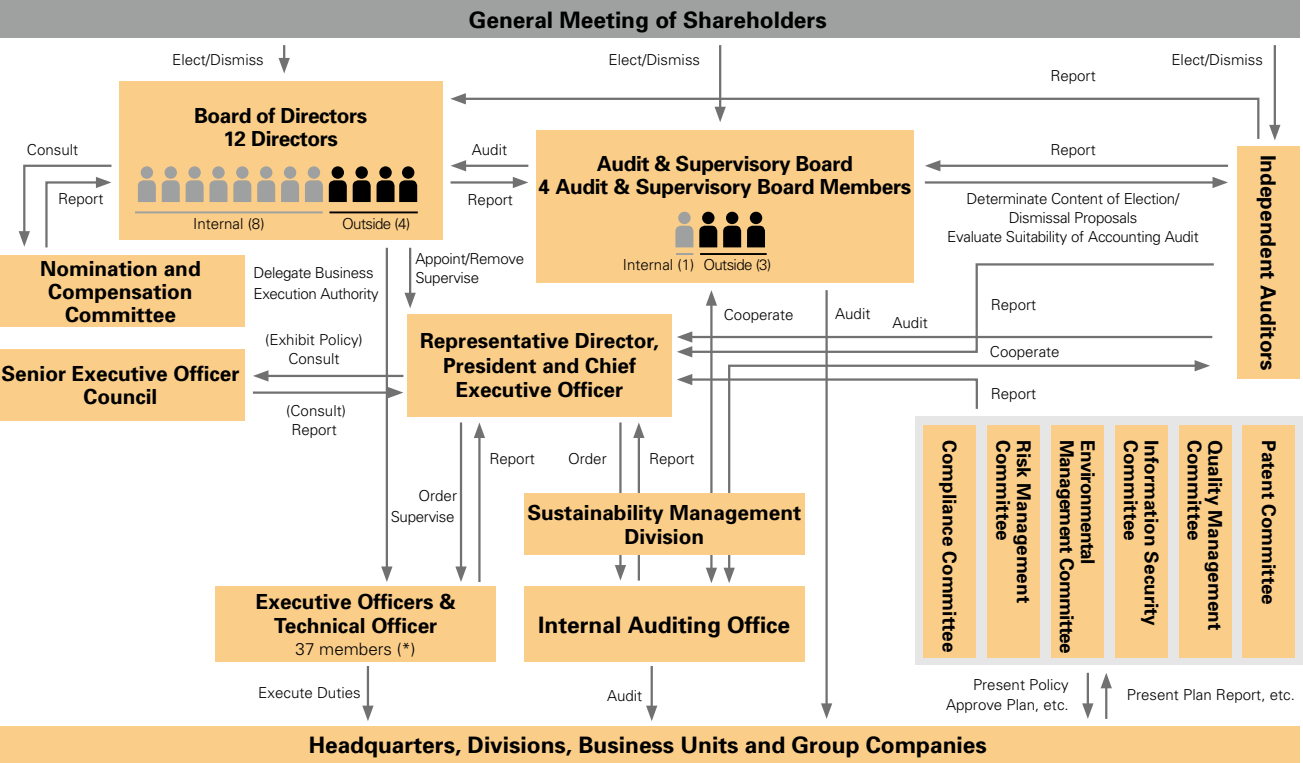 General Meeting of Shareholders
Elect/Dismiss
Elect/Dismiss
Elect/Dismiss
Report
Board of Directors
12 Directors
Internal (8)
Outside (4)
Consult
Report
Audit
Report
Audit & Supervisory Board
4 Audit & Supervisory Board Members
Internal (1)
Outside (3)
Report
Determinate Content of Election/
Dismissal Proposals
Evaluate Suitability of Accounting Audit
Independent Auditors
Nomination and
Compensation
Committee
Delegate Business
Execution Authority
Appoint/Remove
Supervise
Cooperate
Audit
Audit
Report
Cooperate
Report
Representative Director,
President and Chief
Executive Officer
(Exhibit Policy)
Consult
Senior Executive Officer
Council
(Consult)
Report
Order
Supervise
Report
Order
Report
Sustainability Management
Division
Executive Officers &
Technical Officer
37 members (*)
Internal Auditing Office
Compliance Committee
Risk Management
Committee
Environmental
Management Committee
Information Security
Committee
Quality Management
Committee
Patent Committee
Execute Duties
Audit
Present Policy
Approve Plan, etc.
Present Plan Report, etc.
Headquarters, Divisions, Business Units and Group Companies